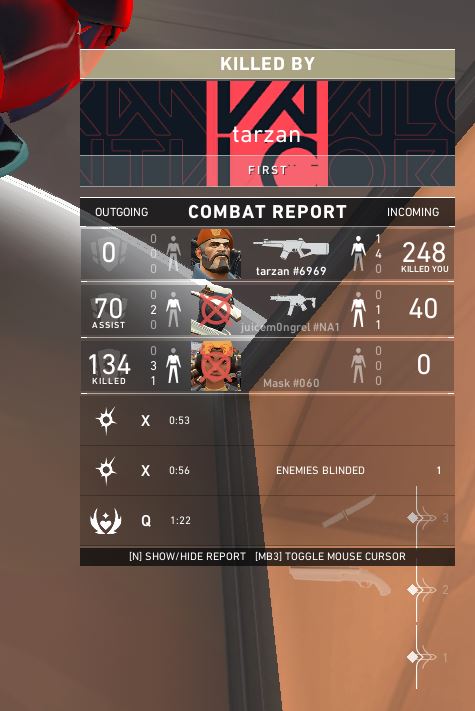 KILLED BY
tarzan
FIRST
OUTGOING COMBAT REPORT INCOMING
0 0 0 0 tarzan #6969 1 4 0 248 KILLED YOU
70 ASSIST 0 2 0 juicem0ngrel #NA1 0 1 1 40
134 KILLED 0 3 1 Mask #060 0 0 0 0
X 0:53
X 0:56 ENEMIES BLINDED 1
Q 1:22
3
[N] SHOW/HIDE REPORT [MB3] TOGGLE MOUSE CURSOR
2
1